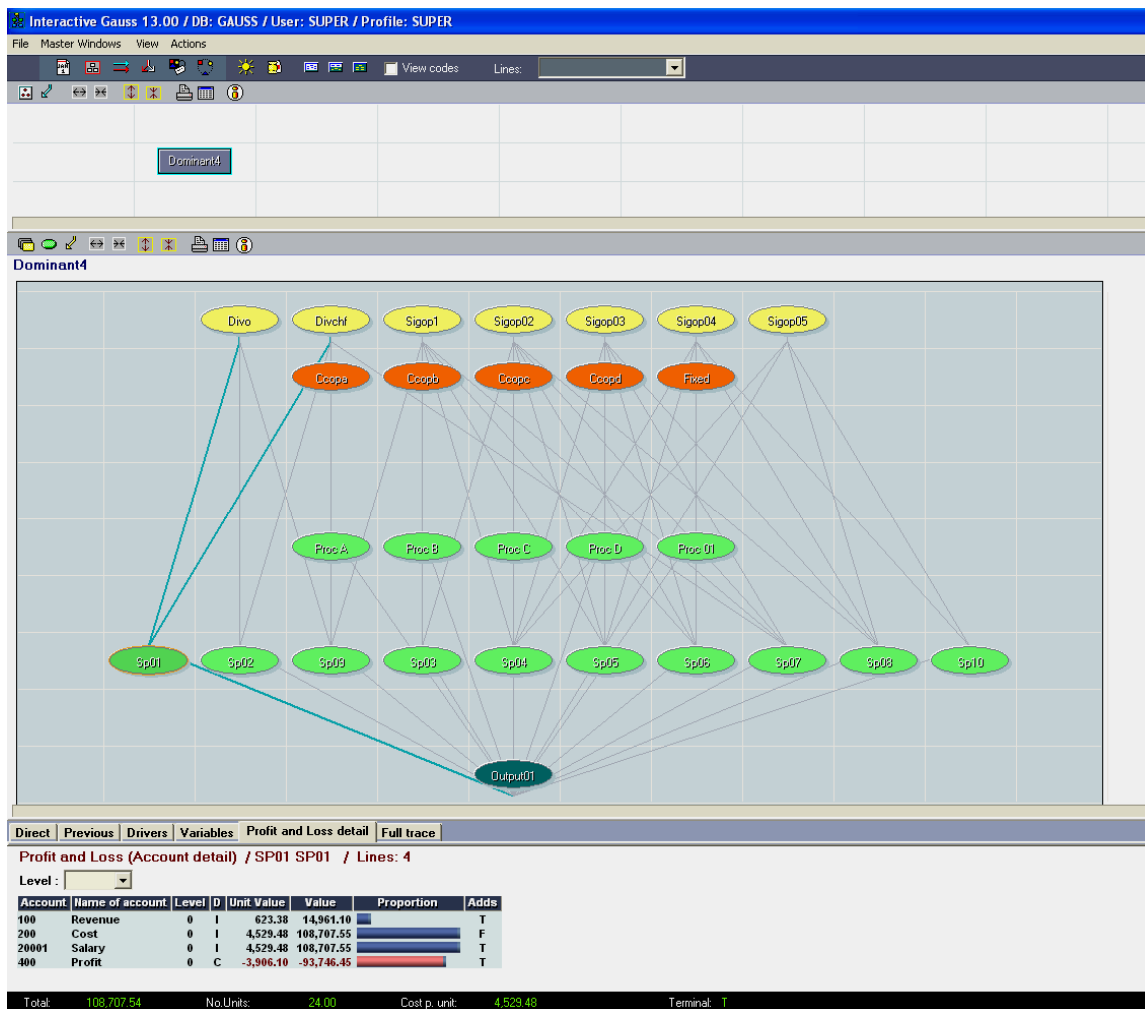 Interactive Gauss 13.00 / DB: GAUSS / User: SUPER / Profile: SUPER
File Master Windows View Actions
View codes Lines:
Dominant4
Dominant4
Divo Divchf Sigop1 Sigop02 Sigop03 Sigop04 Sigop05
Ccopa Ccopb Ccopc Ccopd Fixed
Proc A Proc B Proc C Proc D Proc 01
Sp01 Sp02 Sp09 Sp03 Sp04 Sp05 Sp06 Sp07 Sp08 Sp10
Output01
Direct Previous Drivers Variables Profit and Loss detail Full trace
Profit and Loss (Account detail) / SP01 SP01 / Lines: 4
Level :
Account Name of account Level D Unit Value Value Proportion Adds
100 Revenue 0 I 623.38 14,961.10 T
200 Cost 0 I 4,529.48 108,707.55 F
20001 Salary 0 I 4,529.48 108,707.55 T
400 Profit 0 C -3,906.10 -93,746.45 T
Total: 108,707.54 No.Units: 24.00 Cost p. unit: 4,529.48 Terminal: T